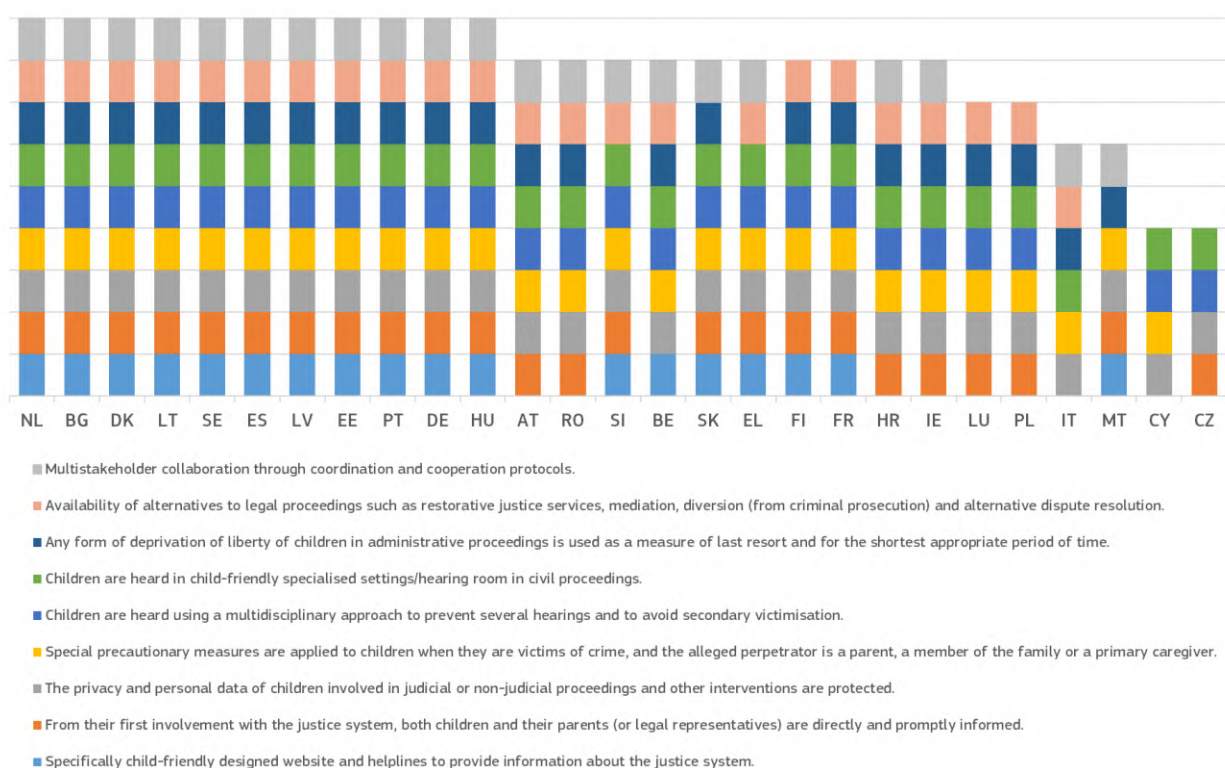 NL BG DK LT SE ES LV EE PT DE HU AT RO SI BE SK EL FI FR HR IE LU PL IT MT CY CZ
Multistakeholder collaboration through coordination and cooperation protocols.
Availability of alternatives to legal proceedings such as restorative justice services, mediation, diversion (from criminal prosecution) and alternative dispute resolution.
Any form of deprivation of liberty of children in administrative proceedings is used as a measure of last resort and for the shortest appropriate period of time.
Children are heard in child-friendly specialised settings/hearing room in civil proceedings.
Children are heard using a multidisciplinary approach to prevent several hearings and to avoid secondary victimisation.
Special precautionary measures are applied to children when they are victims of crime, and the alleged perpetrator is a parent, a member of the family or a primary caregiver.
The privacy and personal data of children involved in judicial or non-judicial proceedings and other interventions are protected.
From their first involvement with the justice system, both children and their parents (or legal representatives) are directly and promptly informed.
Specifically child-friendly designed website and helplines to provide information about the justice system.